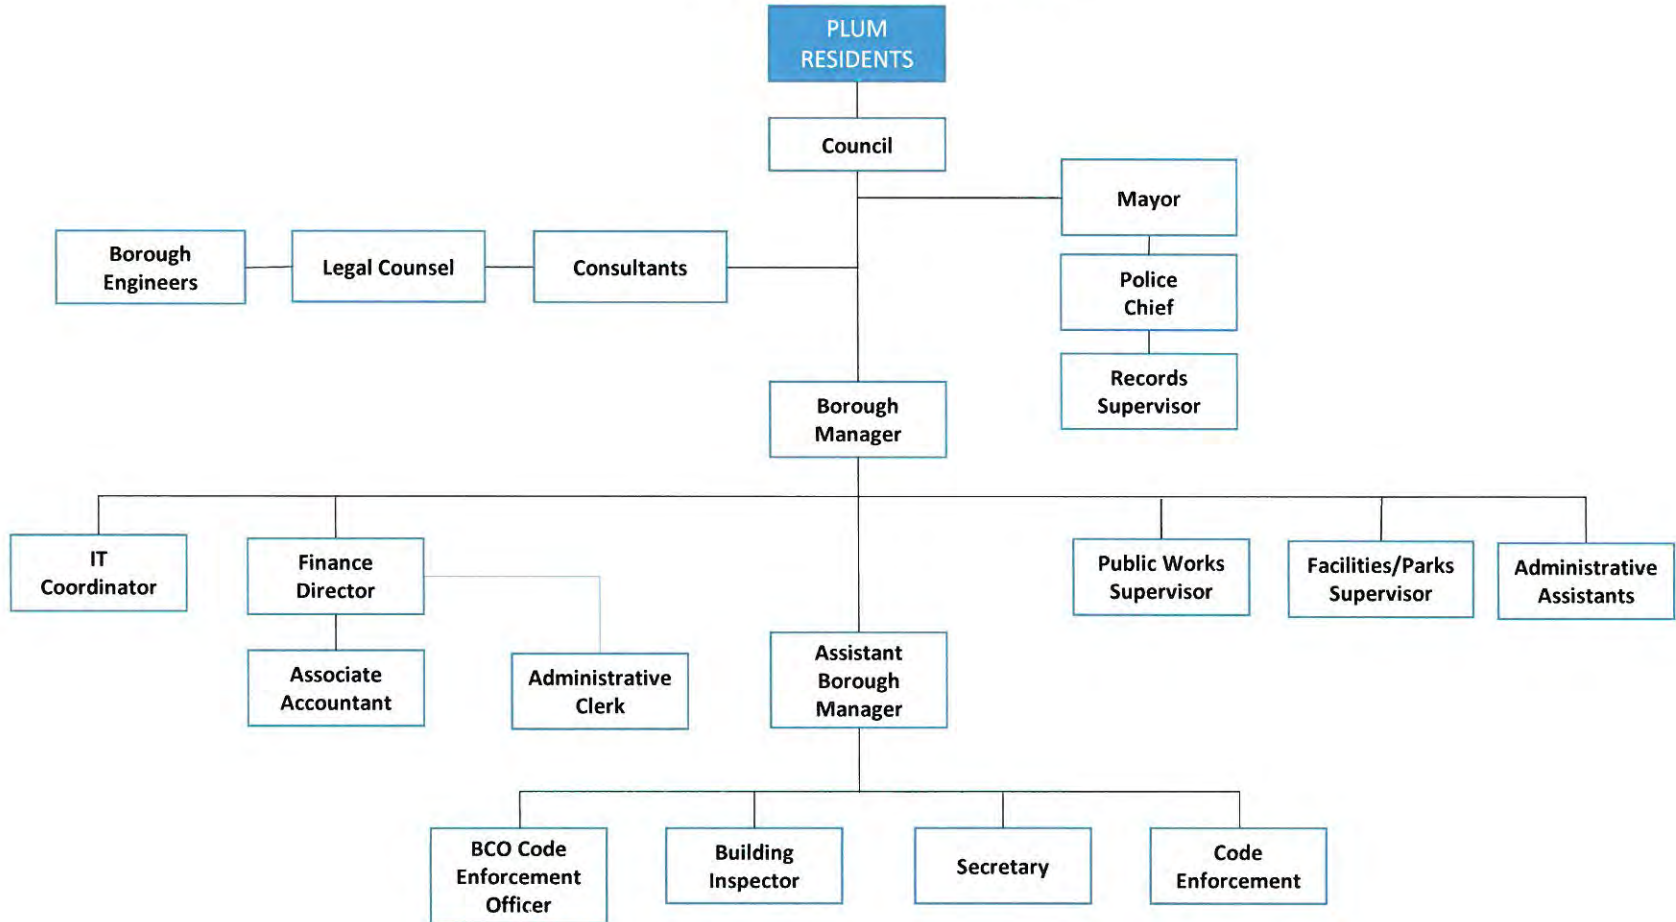 PLUM
RESIDENTS
Council
Mayor
Borough
Engineers
Legal Counsel
Consultants
Police
Chief
Records
Supervisor
Borough
Manager
IT
Coordinator
Finance
Director
Public Works
Supervisor
Facilities/Parks
Supervisor
Administrative
Assistants
Associate
Accountant
Administrative
Clerk
Assistant
Borough
Manager
BCO Code
Enforcement
Officer
Building
Inspector
Secretary
Code
Enforcement